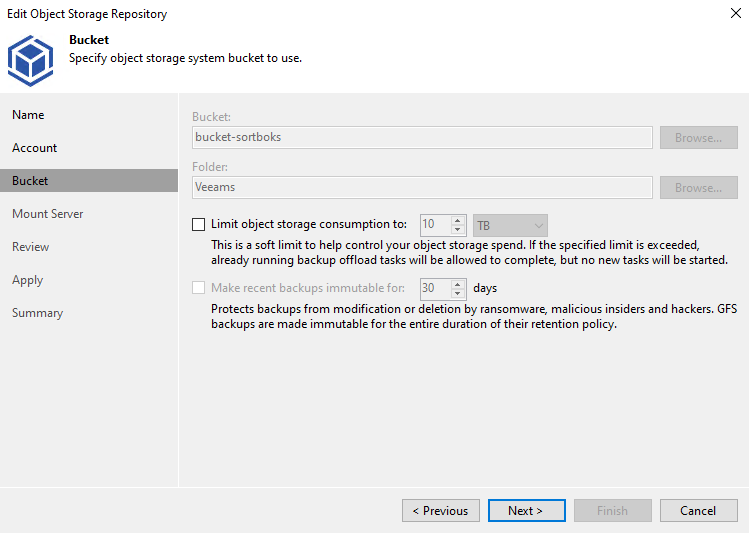 Edit Object Storage Repository
Bucket
Specify object storage system bucket to use.
Name
Account
Bucket
Mount Server
Review
Apply
Summary
Bucket:
bucket-sortboks
Browse...
Folder:
Veeams
Browse...
Limit object storage consumption to: 10 TB
This is a soft limit to help control your object storage spend. If the specified limit is exceeded,
already running backup offload tasks will be allowed to complete, but no new tasks will be started.
Make recent backups immutable for: 30 days
Protects backups from modification or deletion by ransomware, malicious insiders and hackers. GFS
backups are made immutable for the entire duration of their retention policy.
< Previous Next > Finish Cancel